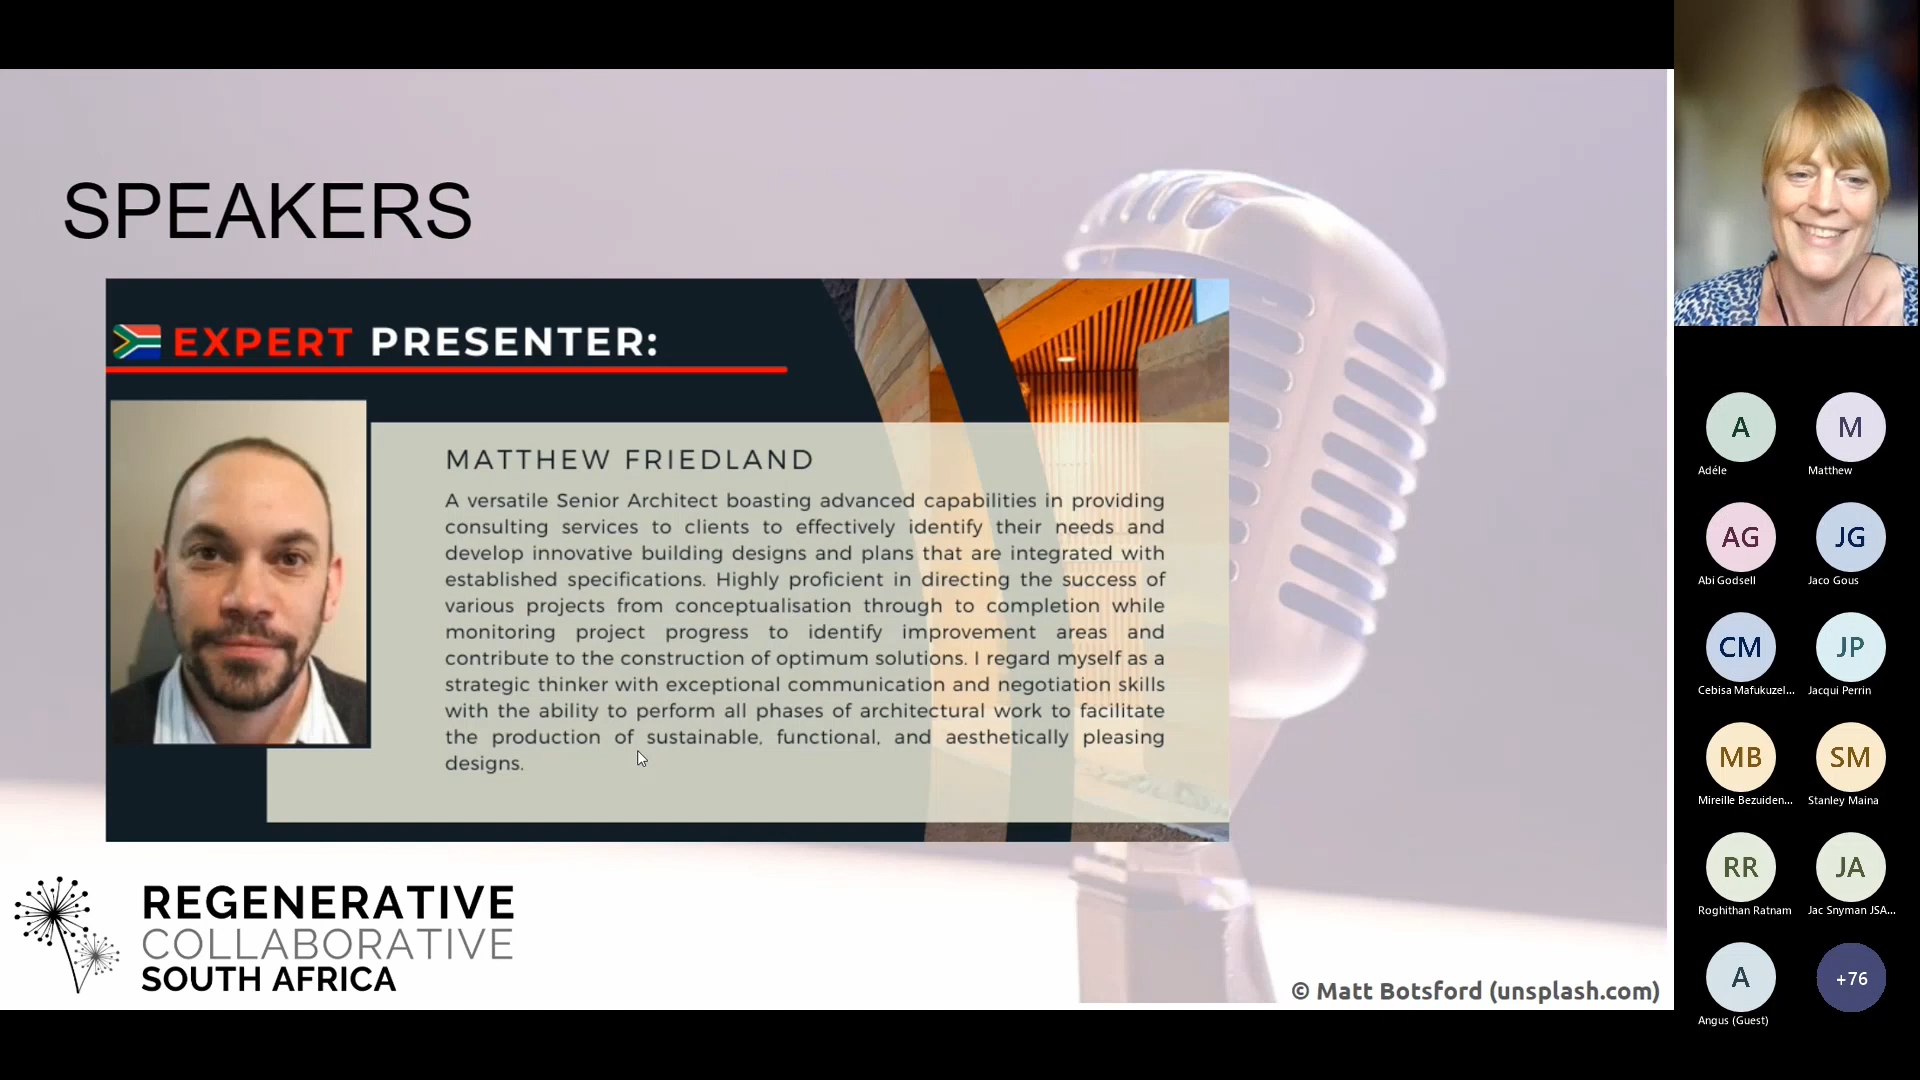 SPEAKERS
EXPERT PRESENTER:
MATTHEW FRIEDLAND
A versatile Senior Architect boasting advanced capabilities in providing
consulting services to clients to effectively identify their needs and
develop innovative building designs and plans that are integrated with
established specifications. Highly proficient in directing the success of
various projects from conceptualisation through to completion while
monitoring project progress to identify improvement areas and
contribute to the construction of optimum solutions. I regard myself as a
strategic thinker with exceptional communication and negotiation skills
with the ability to perform all phases of architectural work to facilitate
the production of sustainable, functional, and aesthetically pleasing
designs.
REGENERATIVE
COLLABORATIVE
SOUTH AFRICA
© Matt Botsford (unsplash.com)
A M
Adéle Matthew
AG JG
Abi Godsell Jaco Gous
CM JP
Cebisa Mafukuzel... Jacqui Perrin
MB SM
Mireille Bezuiden... Stanley Maina
RR JA
Roghithan Ratnam Jac Snyman JSA...
A +76
Angus (Guest)